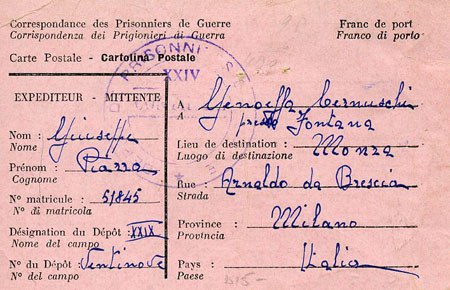 Correspondance des Prisonniers de Guerre
Corrispondenza dei Prigionieri di Guerra
Franc de port
Franco di porto
Carte Postale - Cartolina Postale
PRISONNI
XXIV
EXPEDITEUR - MITTENTE
Nom : Giuseppe
Nome
Prénom : Piazza
Cognome
N° matricule : 51845
N° di matricola
Désignation du Dépôt : XXIX
Nome del campo
N° du Dépôt : Ventinove
N° del campo
A Genoeffa Cernuschi
A
presso Fontana
Lieu de destination : Monza
Luogo di destinazione
Rue : Arnaldo da Brescia
Strada
Province : Milano
Provincia
Pays : Italia
Paese